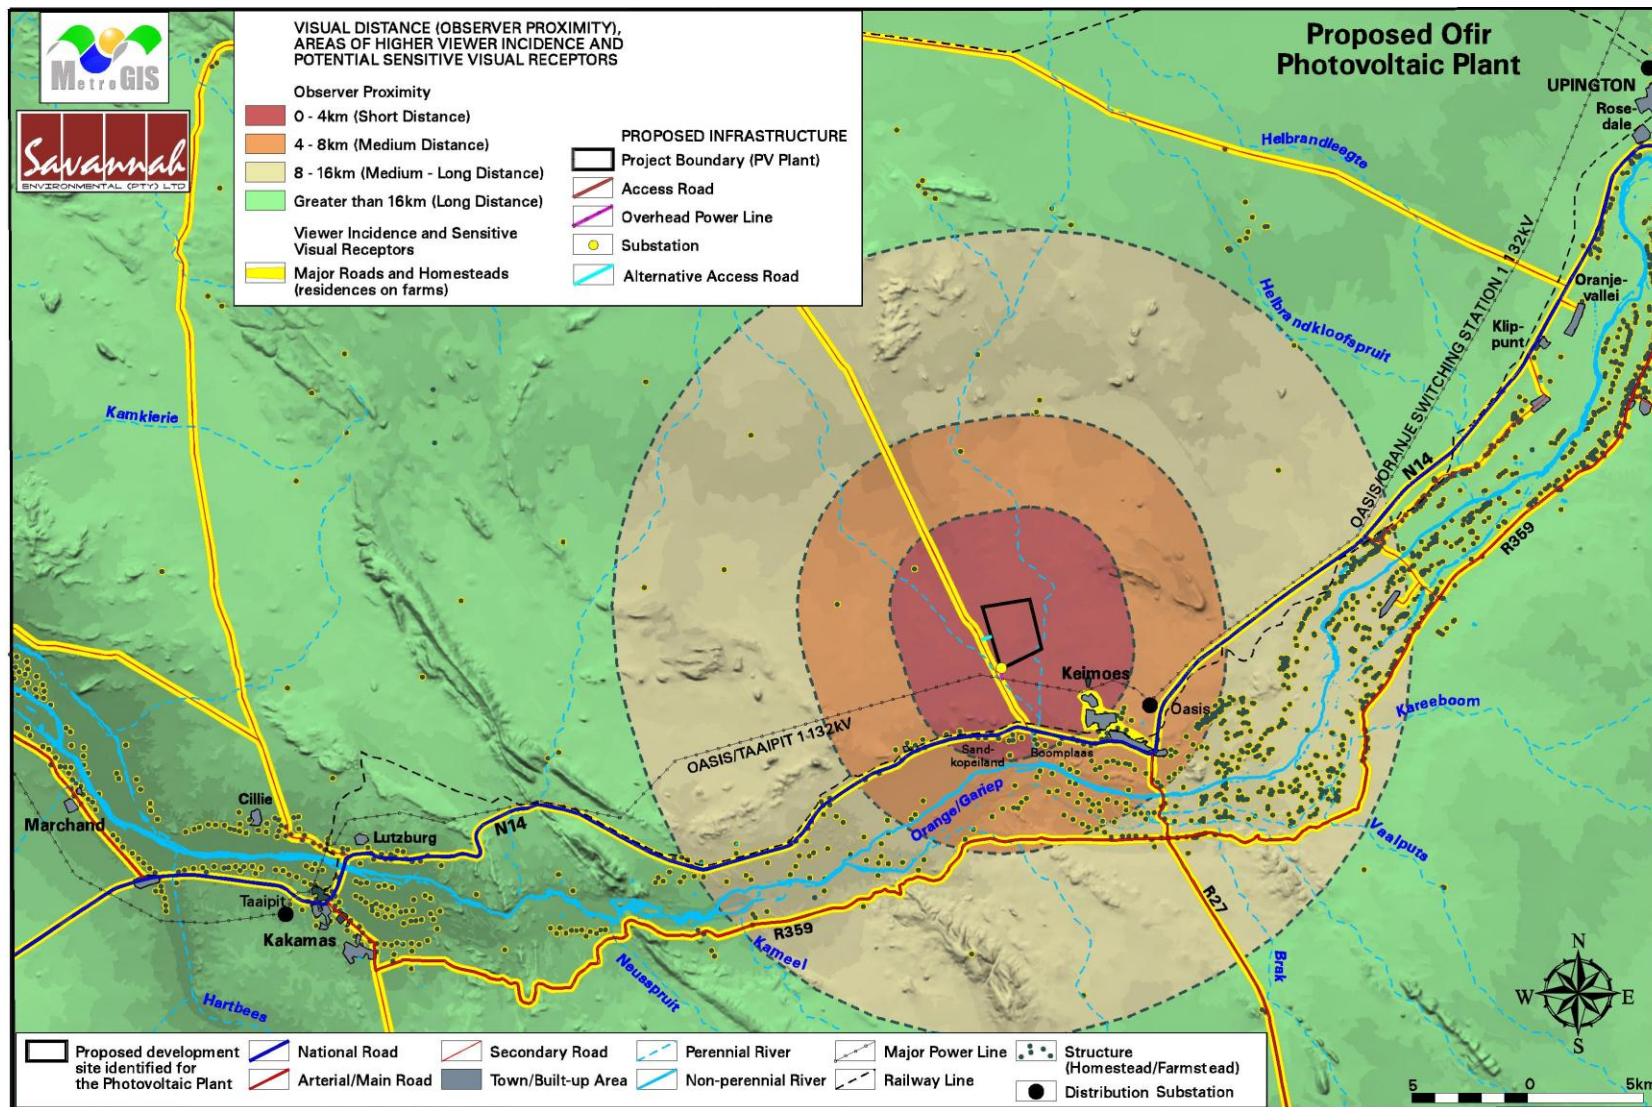 MetroGIS
Savannah
ENVIRONMENTAL (PTY) LTD
VISUAL DISTANCE (OBSERVER PROXIMITY),
AREAS OF HIGHER VIEWER INCIDENCE AND
POTENTIAL SENSITIVE VISUAL RECEPTORS
Observer Proximity
0 - 4km (Short Distance)
4 - 8km (Medium Distance)
8 - 16km (Medium - Long Distance)
Greater than 16km (Long Distance)
Viewer Incidence and Sensitive
Visual Receptors
Major Roads and Homesteads
(residences on farms)
PROPOSED INFRASTRUCTURE
Project Boundary (PV Plant)
Access Road
Overhead Power Line
Substation
Alternative Access Road
Proposed Ofir
Photovoltaic Plant
UPINGTON
Rose-
dale
Helbrandleegte
Oranje-
vallei
Helbrandkloofspruit
Klip-
punt
OASIS/ORANJE SWITCHING STATION 1 132KV
N14
R359
Kamkierie
Keimoes
Oasis
Kareeboom
OASIS/TAAIPIT 1 132KV
Sand-
kopeiland
Boomplaas
Orange/Gariep
Vaalputs
Cillie
Marchand
Lutzburg
N14
Taaipit
Kakamas
R27
R359
Kameel
Neusspruit
Brak
Hartbees
N
W
E
S
Proposed development
site identified for
the Photovoltaic Plant
National Road
Arterial/Main Road
Secondary Road
Town/Built-up Area
Perennial River
Non-perennial River
Major Power Line
Railway Line
Structure
(Homestead/Farmstead)
Distribution Substation
5
0
5km